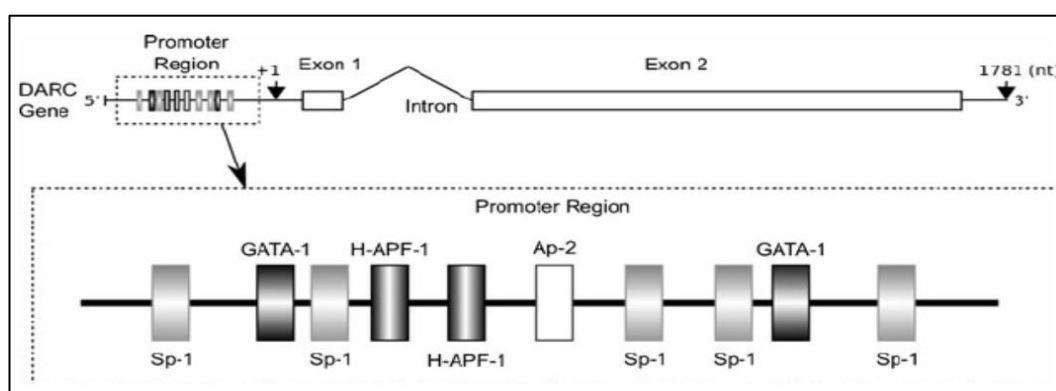 Promoter
Region
+1
Exon 1
Exon 2
1781 (nt)
DARC
Gene
5'
Intron
3'
Promoter Region
GATA-1
H-APF-1
Ap-2
GATA-1
Sp-1
Sp-1
H-APF-1
Sp-1
Sp-1
Sp-1